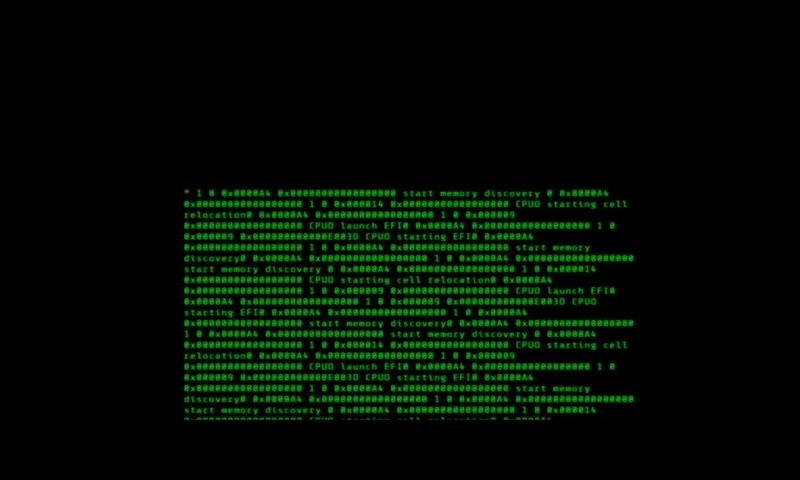 * 1 0 0x0000A4 0x0000000000000000 start memory discovery 0 0x0000A4
0x0000000000000000 1 0 0x000014 0x0000000000000000 CPU0 starting cell
relocation0 0x0000A4 0x0000000000000000 1 0 0x000009
0x0000000000000000 CPU0 launch EFI0 0x0000A4 0x0000000000000000 1 0
0x000009 0x000000000000E003D CPU0 starting EFI0 0x0000A4
0x0000000000000000 1 0 0x0000A4 0x0000000000000000 start memory
discovery0 0x0000A4 0x0000000000000000 1 0 0x0000A4 0x0000000000000000
start memory discovery 0 0x0000A4 0x0000000000000000 1 0 0x000014
0x0000000000000000 CPU0 starting cell relocation0 0x0000A4
0x0000000000000000 1 0 0x000009 0x0000000000000000 CPU0 launch EFI0
0x0000A4 0x0000000000000000 1 0 0x000009 0x000000000000E003D CPU0
starting EFI0 0x0000A4 0x0000000000000000 1 0 0x0000A4
0x0000000000000000 start memory discovery0 0x0000A4 0x0000000000000000
1 0 0x0000A4 0x0000000000000000 start memory discovery 0 0x0000A4
0x0000000000000000 1 0 0x000014 0x0000000000000000 CPU0 starting cell
relocation0 0x0000A4 0x0000000000000000 1 0 0x000009
0x0000000000000000 CPU0 launch EFI0 0x0000A4 0x0000000000000000 1 0
0x000009 0x000000000000E003D CPU0 starting EFI0 0x0000A4
0x0000000000000000 1 0 0x0000A4 0x0000000000000000 start memory
discovery0 0x0000A4 0x0000000000000000 1 0 0x0000A4 0x0000000000000000
start memory discovery 0 0x0000A4 0x0000000000000000 1 0 0x000014